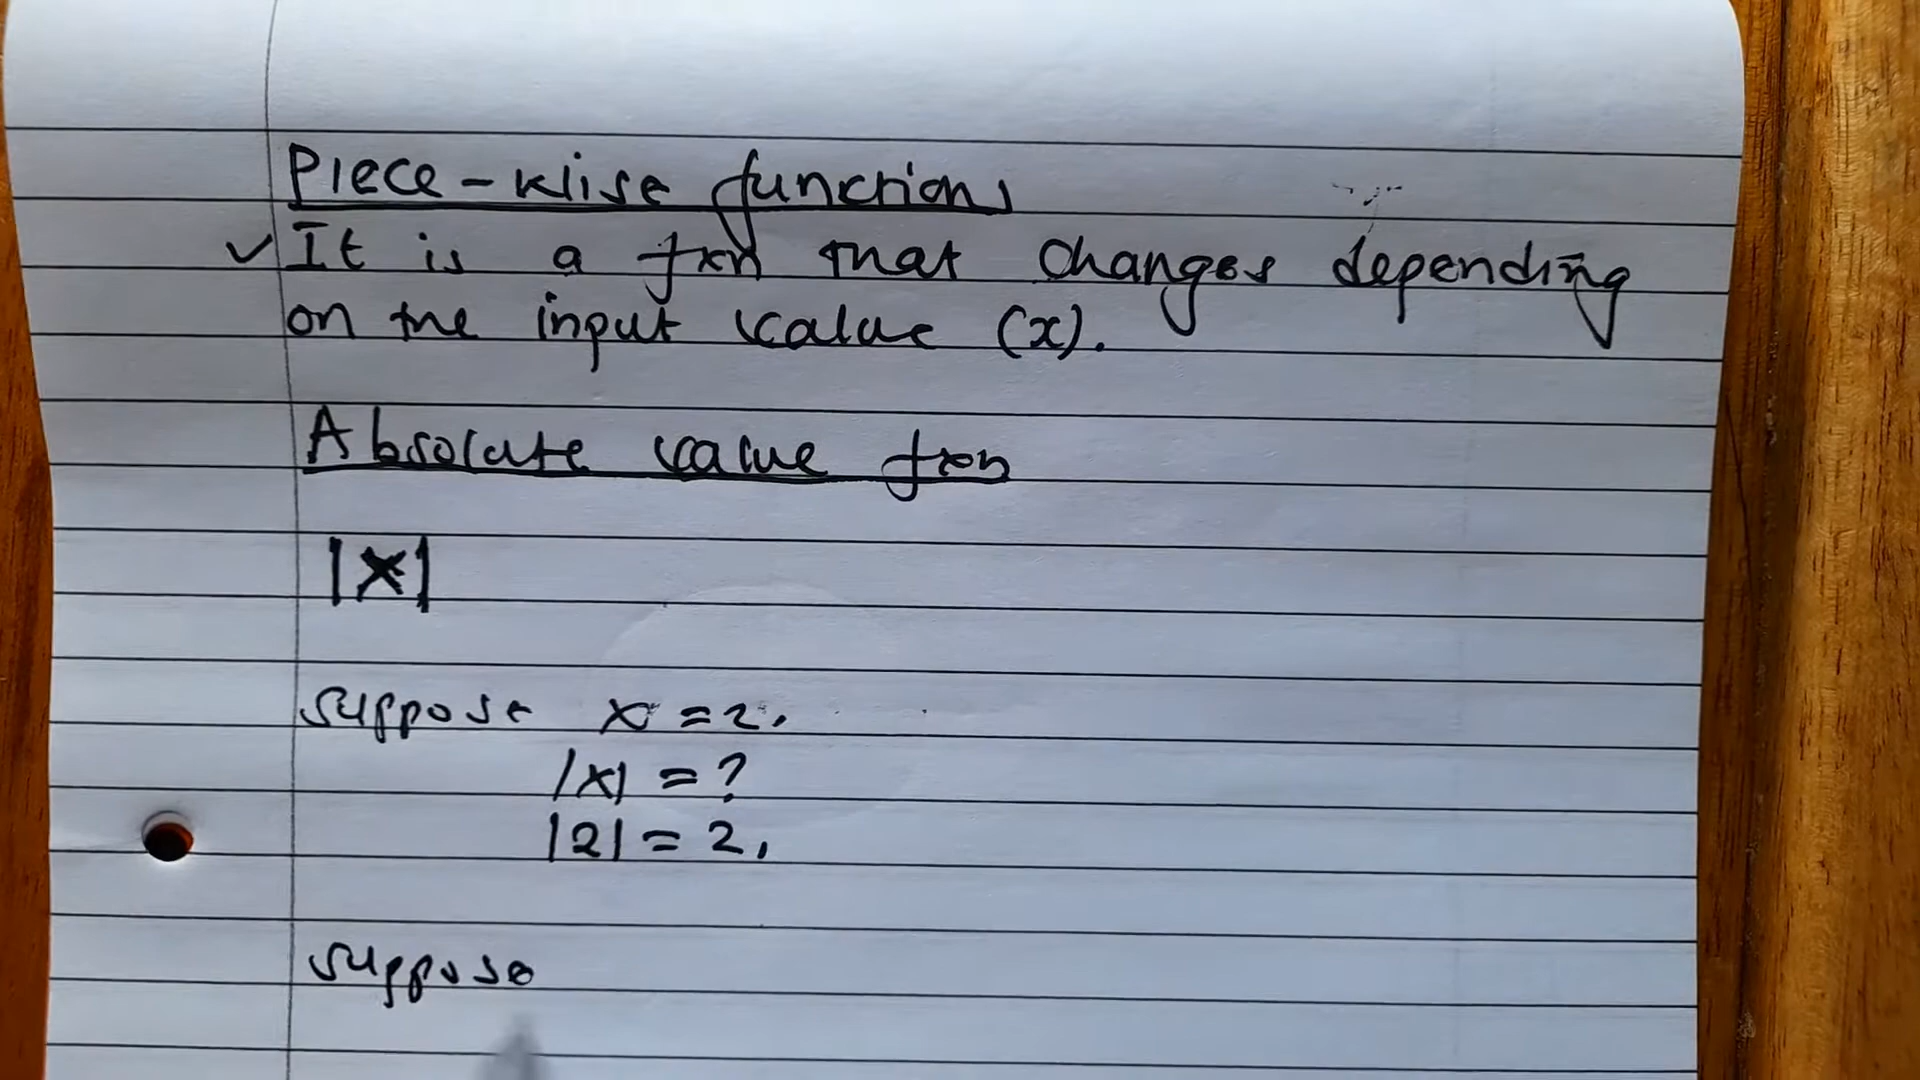 Piece-wise functions
✓ It is a fxn that changes depending
on the input value (x).
Absolute value fxn
|x|
suppose x = 2.
|x| = ?
|2| = 2,
suppose